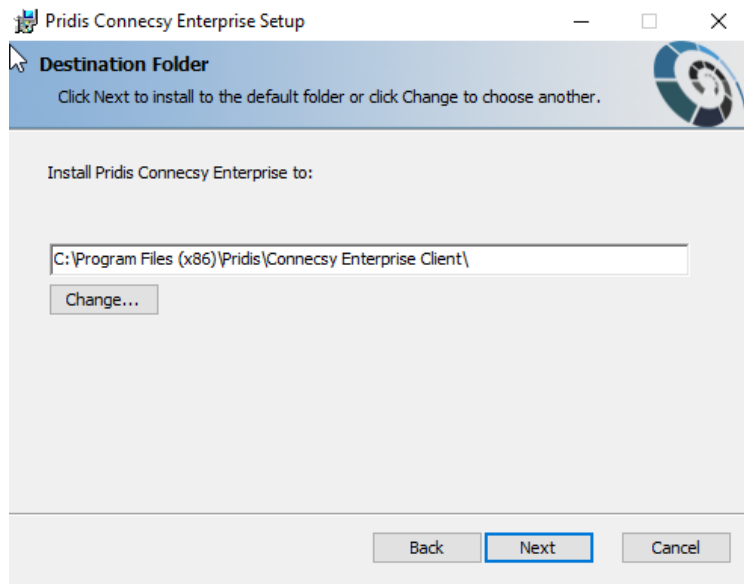 Pridis Connecsy Enterprise Setup
Destination Folder
Click Next to install to the default folder or click Change to choose another.
Install Pridis Connecsy Enterprise to:
C:\Program Files (x86)\Pridis\Connecsy Enterprise Client\
Change...
Back Next Cancel